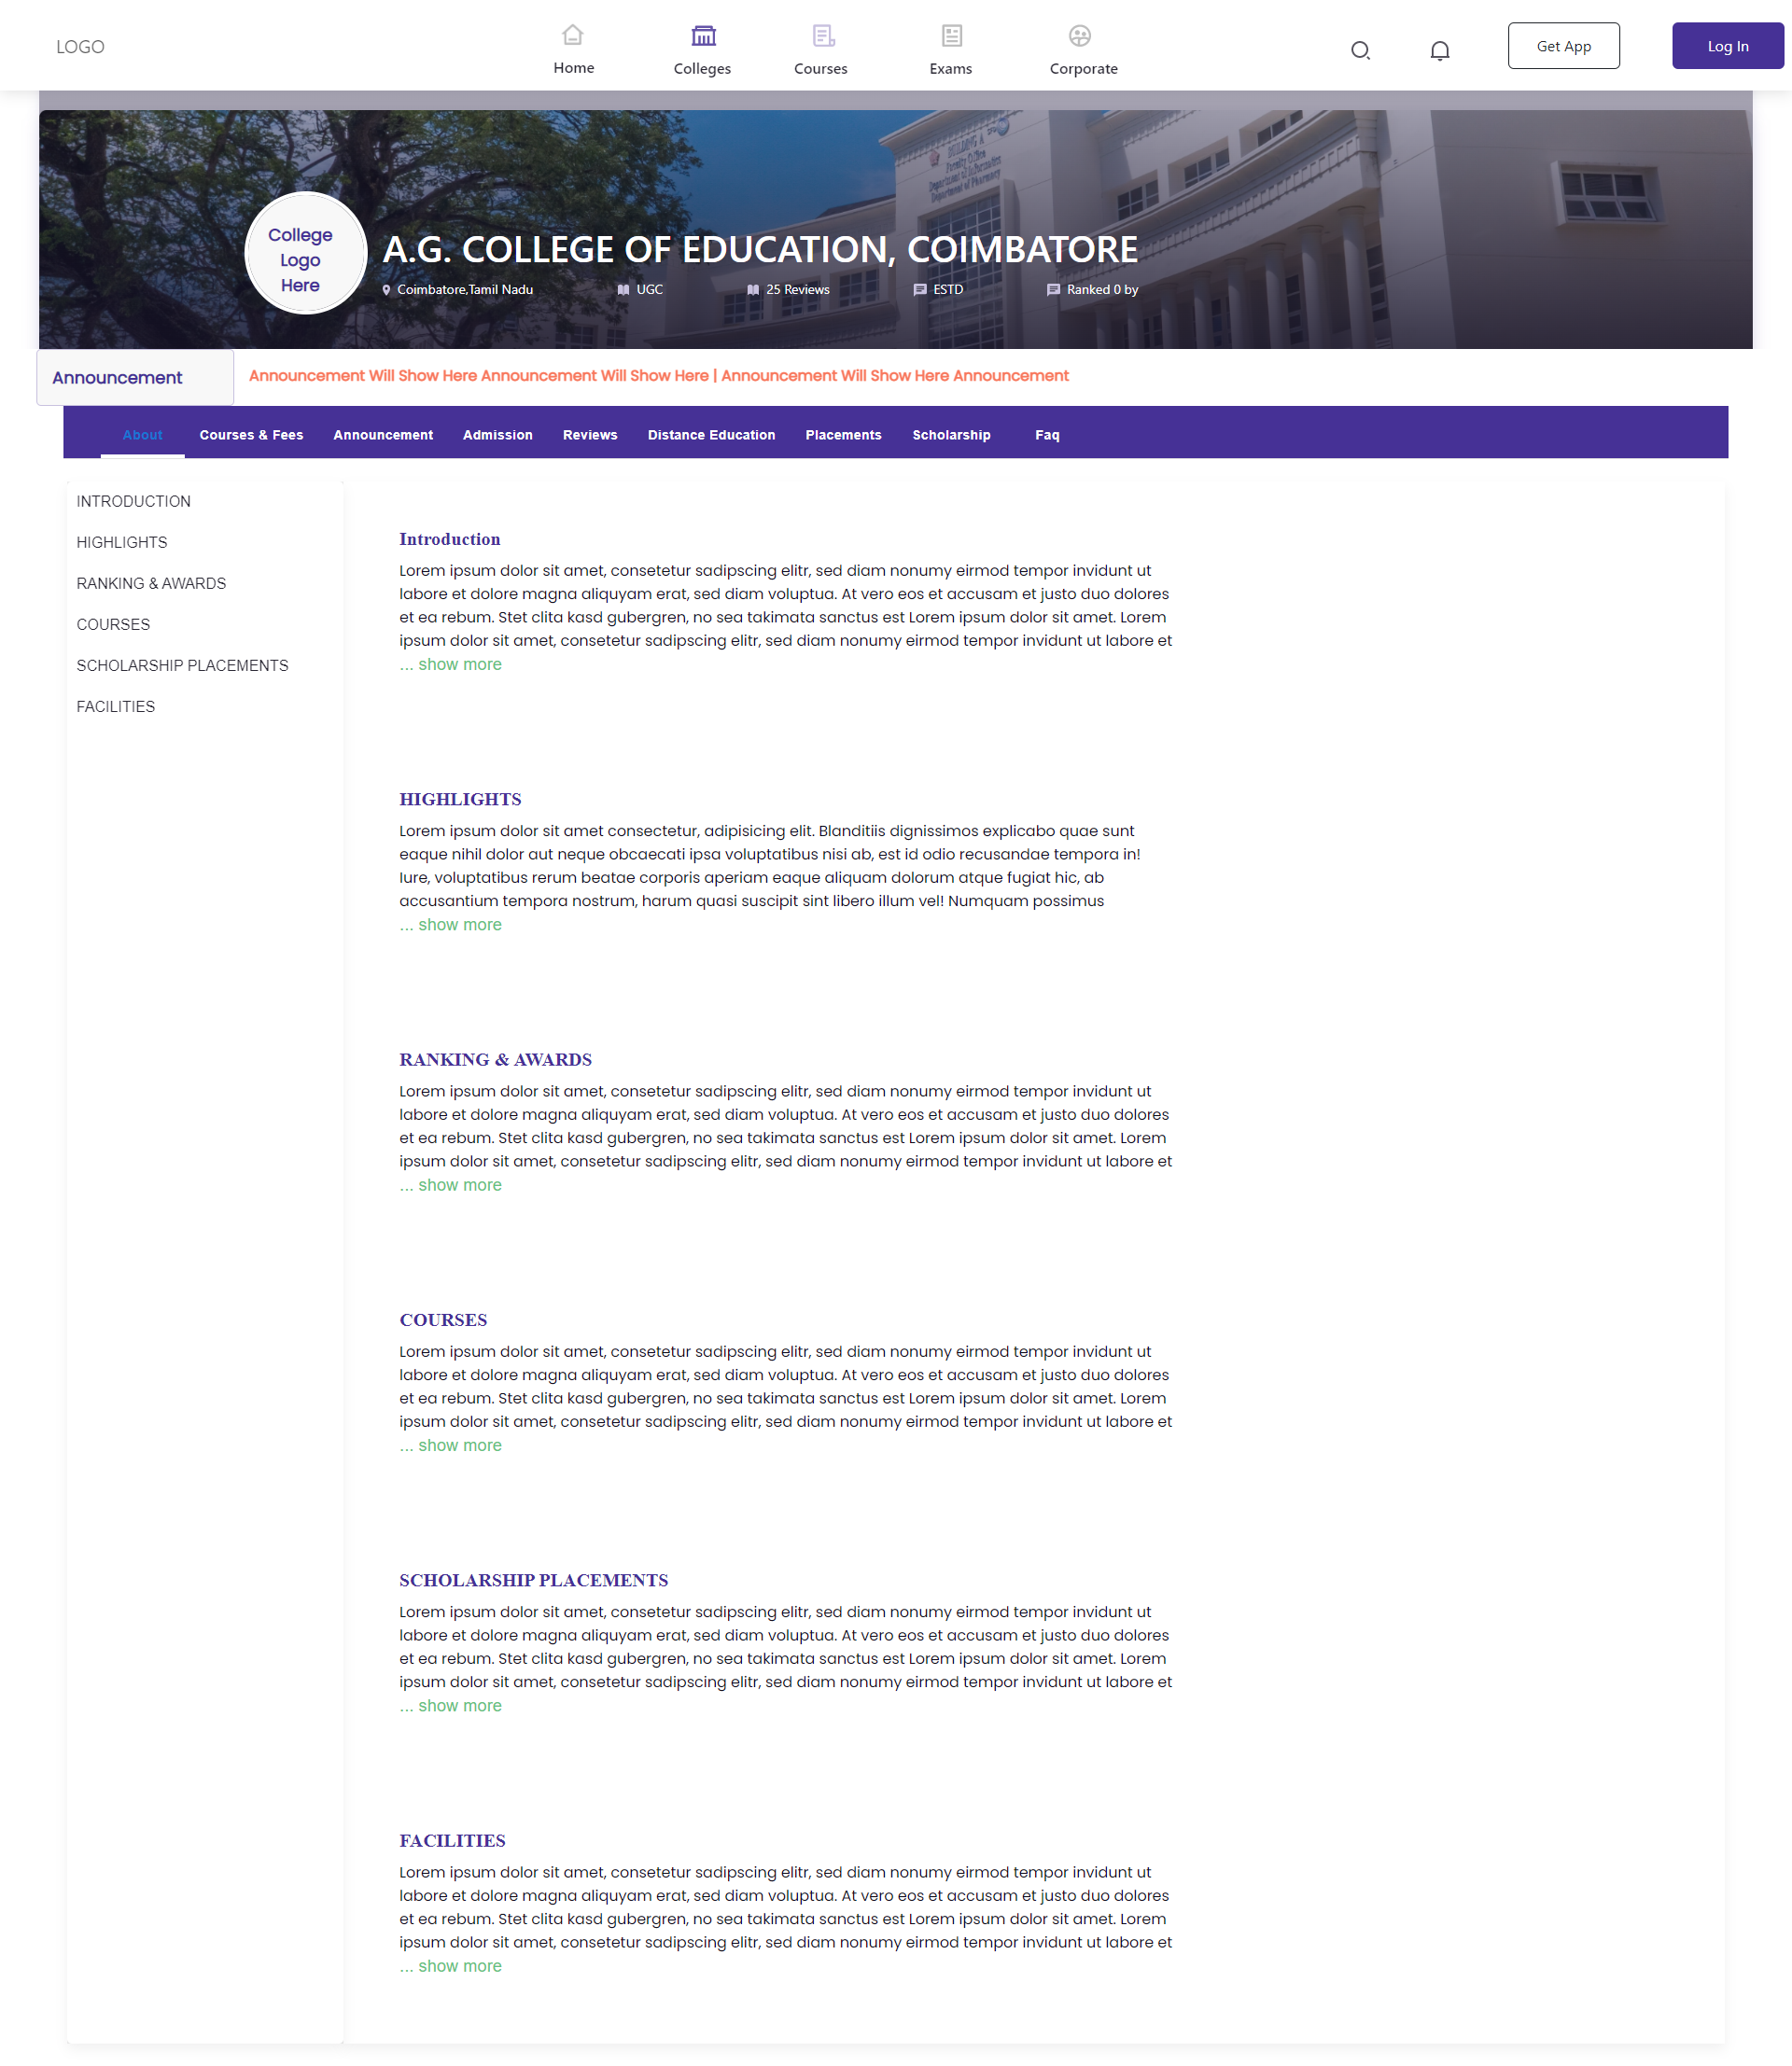 LOGO
Home
Colleges
Courses
Exams
Corporate
Get App
Log In
BUILDING A
Faculty Office
Department of Informatics
Department of Pharmacy
College
Logo
Here
A.G. COLLEGE OF EDUCATION, COIMBATORE
Coimbatore,Tamil Nadu
UGC
25 Reviews
ESTD
Ranked 0 by
Announcement
Announcement Will Show Here Announcement Will Show Here | Announcement Will Show Here Announcement
About
Courses & Fees
Announcement
Admission
Reviews
Distance Education
Placements
Scholarship
Faq
INTRODUCTION
HIGHLIGHTS
RANKING & AWARDS
COURSES
SCHOLARSHIP PLACEMENTS
FACILITIES
Introduction
Lorem ipsum dolor sit amet, consetetur sadipscing elitr, sed diam nonumy eirmod tempor invidunt ut
labore et dolore magna aliquyam erat, sed diam voluptua. At vero eos et accusam et justo duo dolores
et ea rebum. Stet clita kasd gubergren, no sea takimata sanctus est Lorem ipsum dolor sit amet. Lorem
ipsum dolor sit amet, consetetur sadipscing elitr, sed diam nonumy eirmod tempor invidunt ut labore et
... show more
HIGHLIGHTS
Lorem ipsum dolor sit amet consectetur, adipisicing elit. Blanditiis dignissimos explicabo quae sunt
eaque nihil dolor aut neque obcaecati ipsa voluptatibus nisi ab, est id odio recusandae tempora in!
Iure, voluptatibus rerum beatae corporis aperiam eaque aliquam dolorum atque fugiat hic, ab
accusantium tempora nostrum, harum quasi suscipit sint libero illum vel! Numquam possimus
... show more
RANKING & AWARDS
Lorem ipsum dolor sit amet, consetetur sadipscing elitr, sed diam nonumy eirmod tempor invidunt ut
labore et dolore magna aliquyam erat, sed diam voluptua. At vero eos et accusam et justo duo dolores
et ea rebum. Stet clita kasd gubergren, no sea takimata sanctus est Lorem ipsum dolor sit amet. Lorem
ipsum dolor sit amet, consetetur sadipscing elitr, sed diam nonumy eirmod tempor invidunt ut labore et
... show more
COURSES
Lorem ipsum dolor sit amet, consetetur sadipscing elitr, sed diam nonumy eirmod tempor invidunt ut
labore et dolore magna aliquyam erat, sed diam voluptua. At vero eos et accusam et justo duo dolores
et ea rebum. Stet clita kasd gubergren, no sea takimata sanctus est Lorem ipsum dolor sit amet. Lorem
ipsum dolor sit amet, consetetur sadipscing elitr, sed diam nonumy eirmod tempor invidunt ut labore et
... show more
SCHOLARSHIP PLACEMENTS
Lorem ipsum dolor sit amet, consetetur sadipscing elitr, sed diam nonumy eirmod tempor invidunt ut
labore et dolore magna aliquyam erat, sed diam voluptua. At vero eos et accusam et justo duo dolores
et ea rebum. Stet clita kasd gubergren, no sea takimata sanctus est Lorem ipsum dolor sit amet. Lorem
ipsum dolor sit amet, consetetur sadipscing elitr, sed diam nonumy eirmod tempor invidunt ut labore et
... show more
FACILITIES
Lorem ipsum dolor sit amet, consetetur sadipscing elitr, sed diam nonumy eirmod tempor invidunt ut
labore et dolore magna aliquyam erat, sed diam voluptua. At vero eos et accusam et justo duo dolores
et ea rebum. Stet clita kasd gubergren, no sea takimata sanctus est Lorem ipsum dolor sit amet. Lorem
ipsum dolor sit amet, consetetur sadipscing elitr, sed diam nonumy eirmod tempor invidunt ut labore et
... show more